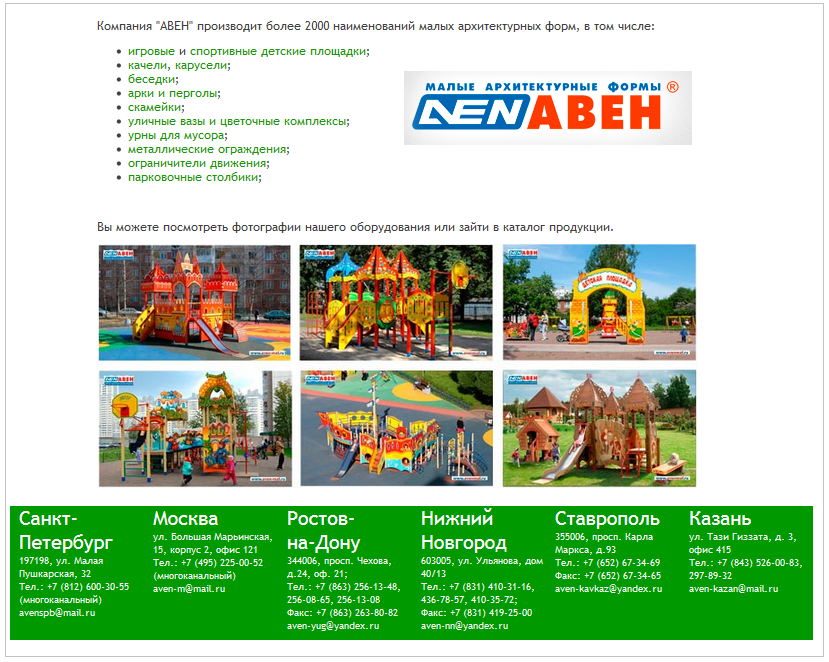 Компания "АВЕН" производит более 2000 наименований малых архитектурных форм, в том числе:
• игровые и спортивные детские площадки;
• качели, карусели;
• беседки;
• арки и перголы;
• скамейки;
• уличные вазы и цветочные комплексы;
• урны для мусора;
• металлические ограждения;
• ограничители движения;
• парковочные столбики;
МАЛЫЕ АРХИТЕКТУРНЫЕ ФОРМЫ ®
AVEN АВЕН
Вы можете посмотреть фотографии нашего оборудования или зайти в каталог продукции.
АВЕН
АВЕН
АВЕН
ДЕТСКАЯ ПЛОЩАДКА
АВЕН
АВЕН
АВЕН
Санкт-
Петербург
197198, ул. Малая
Пушкарская, 32
Тел.: +7 (812) 600-30-55
(многоканальный)
avenspb@mail.ru
Москва
ул. Большая Марьинская,
15, корпус 2, офис 121
Тел.: +7 (495) 225-00-52
(многоканальный)
aven-m@mail.ru
Ростов-
на-Дону
344006, просп. Чехова,
д.24, оф. 21;
Тел.: +7 (863) 256-13-48,
256-08-65, 256-13-08
Факс: +7 (863) 263-80-82
aven-yug@yandex.ru
Нижний
Новгород
603005, ул. Ульянова, дом
40/13
Тел.: +7 (831) 410-31-16,
436-78-57, 410-35-72;
Факс: +7 (831) 419-25-00
aven-nn@yandex.ru
Ставрополь
355006, просп. Карла
Маркса, д.93
Тел.: +7 (652) 67-34-69
Факс: +7 (652) 67-34-65
aven-kavkaz@yandex.ru
Казань
ул. Тази Гиззата, д. 3,
офис 415
Тел.: +7 (843) 526-00-83,
297-89-32
aven-kazan@mail.ru